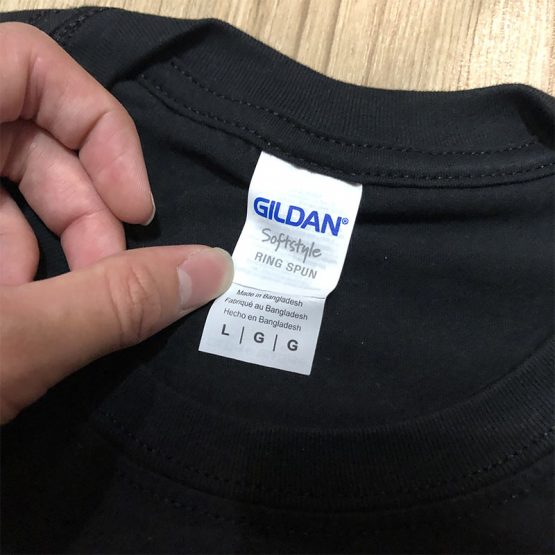 GILDAN®
Softstyle
RING SPUN
Made in Bangladesh
Fabriqué au Bangladesh
Hecho en Bangladesh
L | G | G